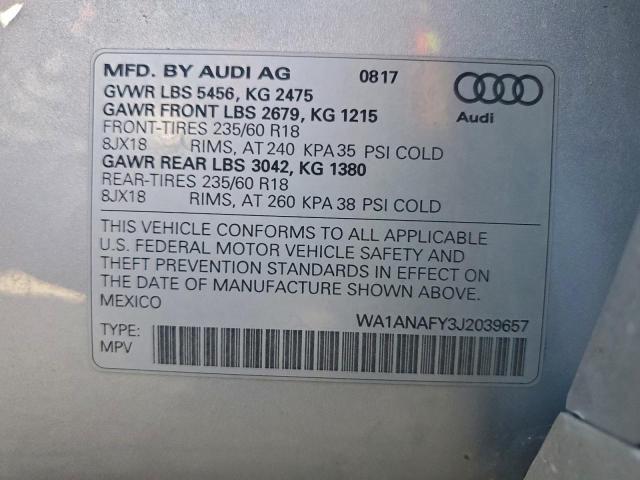 MFD. BY AUDI AG 0817
GVWR LBS 5456, KG 2475
GAWR FRONT LBS 2679, KG 1215
Audi
FRONT-TIRES 235/60 R18
8JX18 RIMS, AT 240 KPA 35 PSI COLD
GAWR REAR LBS 3042, KG 1380
REAR-TIRES 235/60 R18
8JX18 RIMS, AT 260 KPA 38 PSI COLD
THIS VEHICLE CONFORMS TO ALL APPLICABLE
U.S. FEDERAL MOTOR VEHICLE SAFETY AND
THEFT PREVENTION STANDARDS IN EFFECT ON
THE DATE OF MANUFACTURE SHOWN ABOVE.
MEXICO
WA1ANAFY3J2039657
TYPE:
MPV